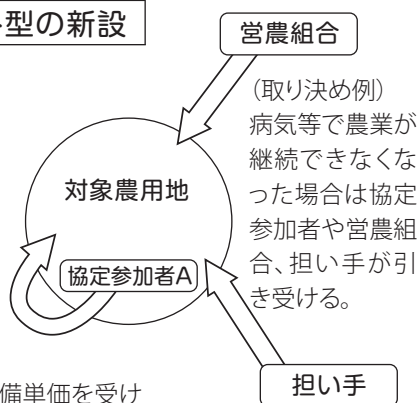 型の新設
営農組合
(取り決め例)
病気等で農業が
継続できなくな
った場合は協定
参加者や営農組
合、担い手が引
き受ける。
対象農用地
協定参加者A
備単価を受け
担い手